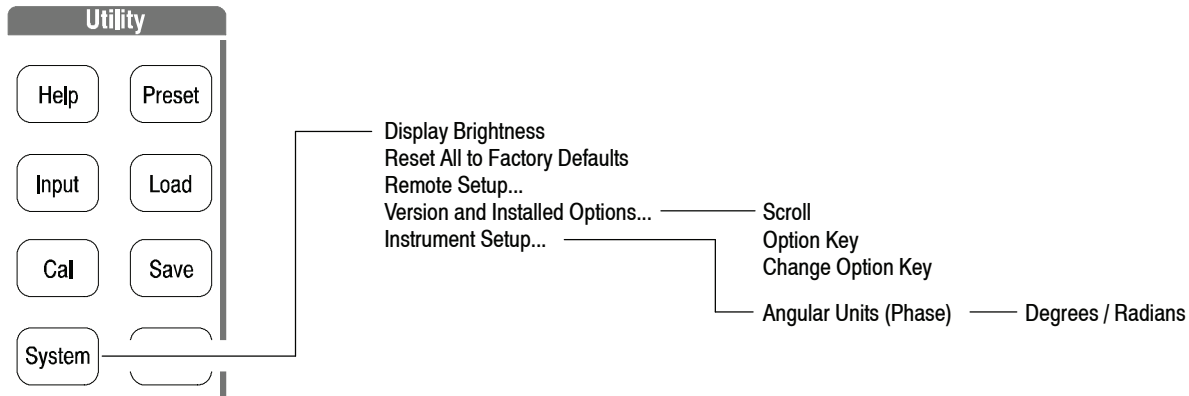 Utility
Help
Preset
Input
Load
Cal
Save
System
Display Brightness
Reset All to Factory Defaults
Remote Setup...
Version and Installed Options...
Instrument Setup...
Scroll
Option Key
Change Option Key
Angular Units (Phase)
Degrees / Radians